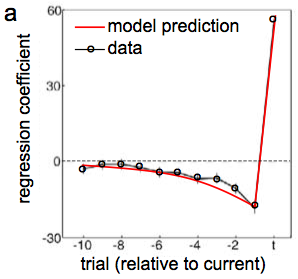 a
60
model prediction
data
30
regression coefficient
0
-30
-10 -8 -6 -4 -2 t
trial (relative to current)